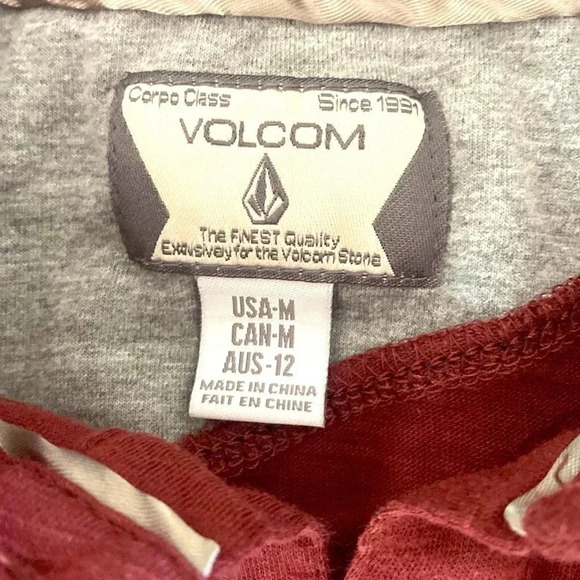 Corpo Class Since 1991
VOLCOM
The FINEST Quality
Exclusively for the Volcom Stone
USA-M
CAN-M
AUS-12
MADE IN CHINA
FAIT EN CHINE